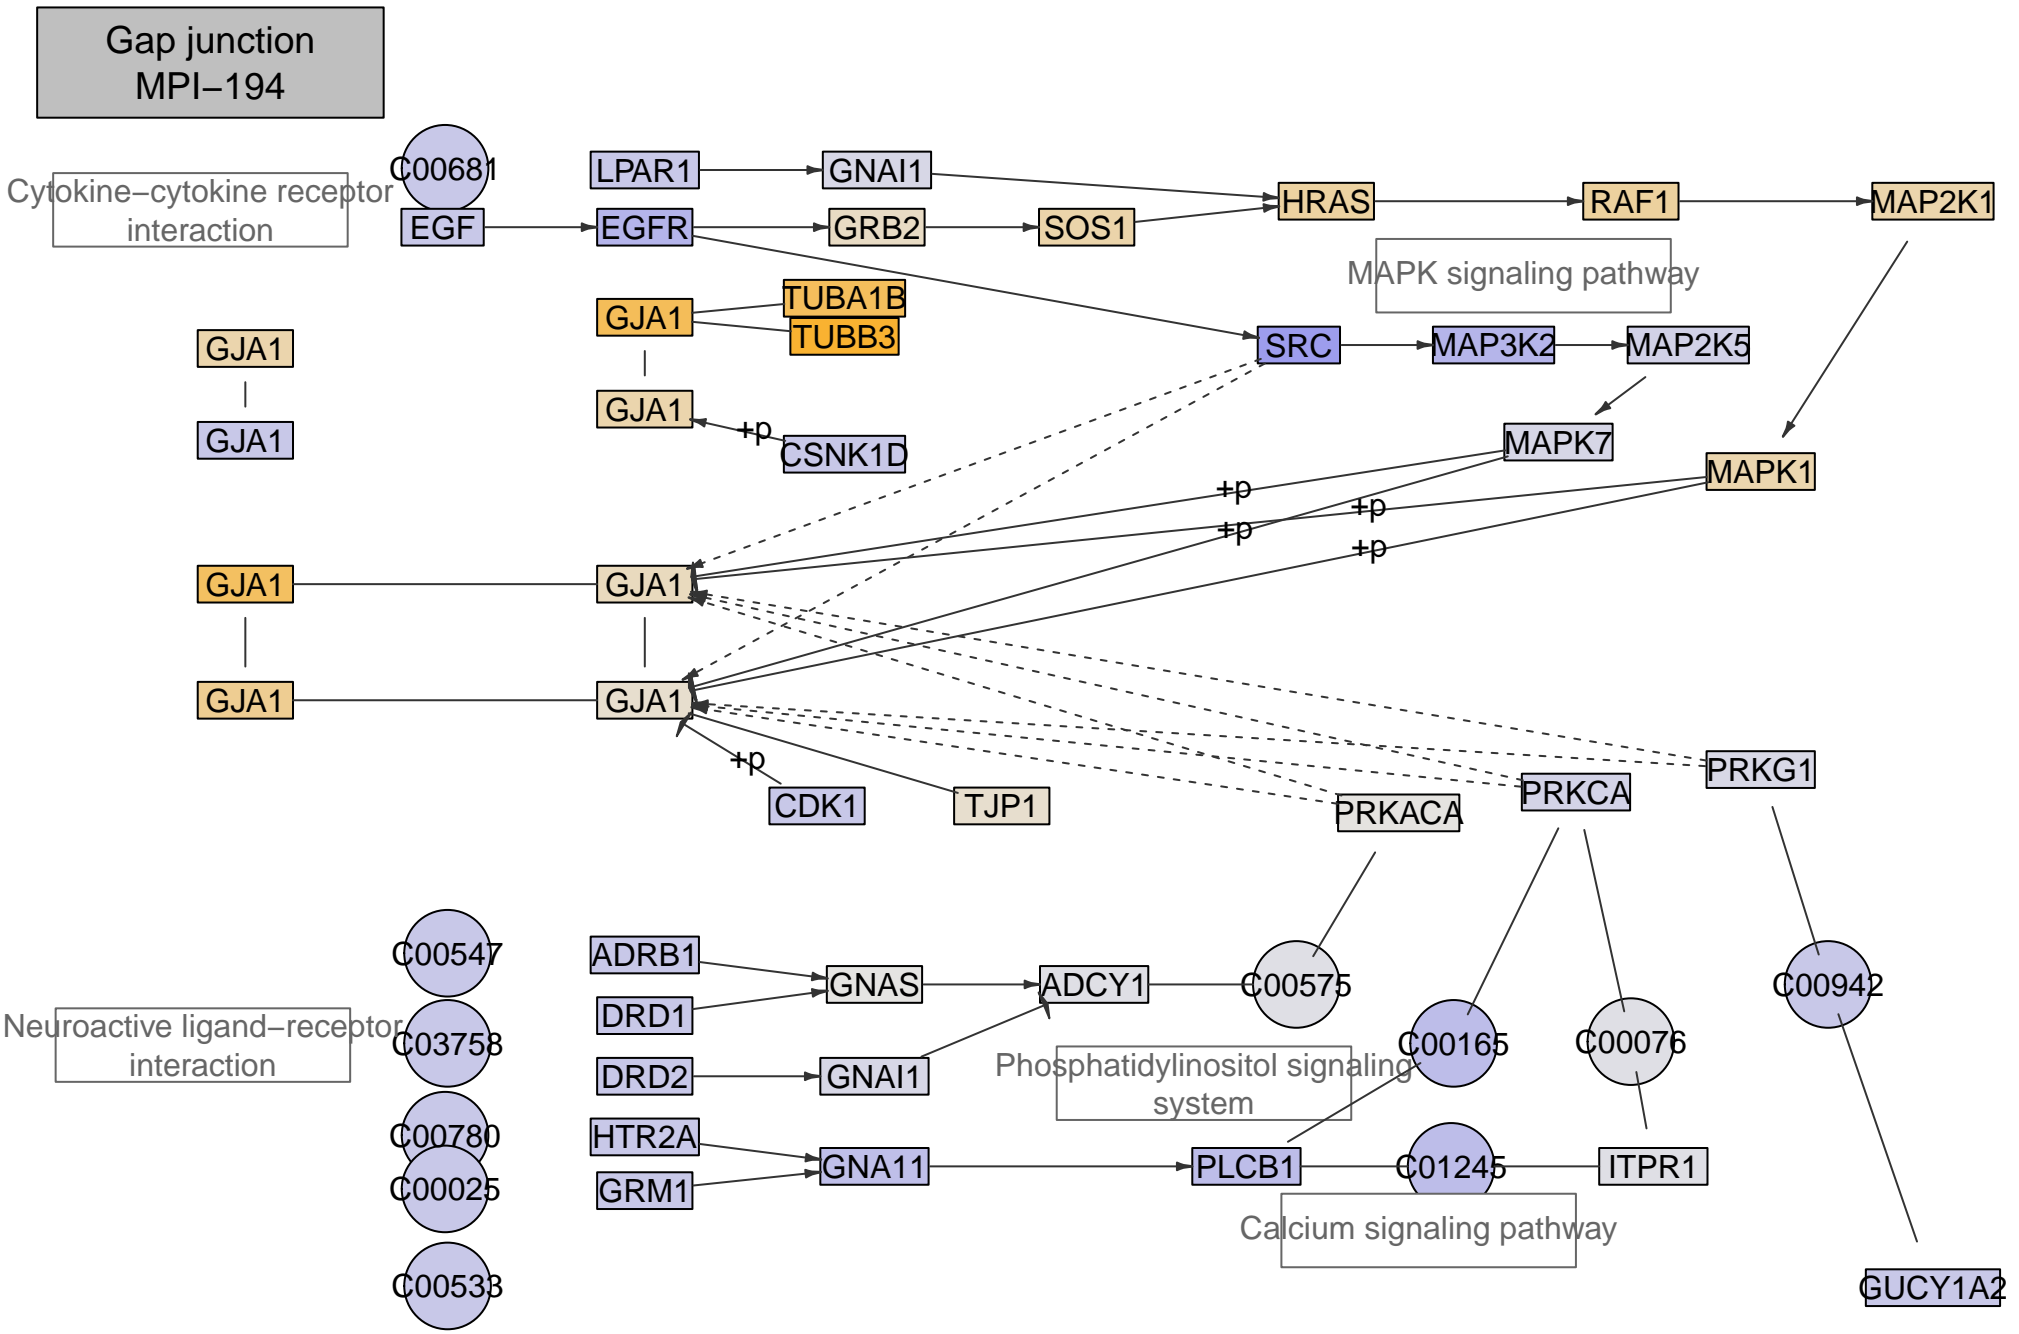 Gap junction
MPI−194
C00681
LPAR1
GNAI1
Cytokine−cytokine receptor
interaction
HRAS
RAF1
MAP2K1
EGF
EGFR
GRB2
SOS1
MAPK signaling pathway
TUBA1B
GJA1
TUBB3
GJA1
SRC
MAP3K2
MAP2K5
GJA1
+p
GJA1
CSNK1D
MAPK7
MAPK1
+p
+p
+p
+p
GJA1
GJA1
GJA1
GJA1
+p
CDK1
TJP1
PRKACA
PRKCA
PRKG1
C00547
ADRB1
GNAS
ADCY1
C00575
C00942
DRD1
Neuroactive ligand−receptor
interaction
C03758
C00165
C00076
DRD2
GNAI1
Phosphatidylinositol signaling
system
C00780
HTR2A
GNA11
PLCB1
C01245
ITPR1
C00025
GRM1
Calcium signaling pathway
C00533
GUCY1A2